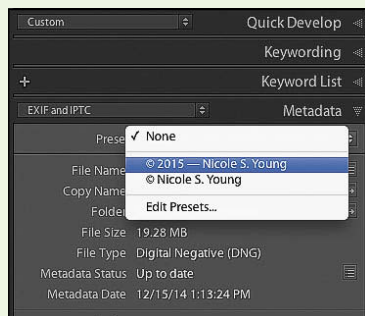 Custom Quick Develop
Keywording
+ Keyword List
EXIF and IPTC Metadata
Prese ✓ None
© 2015 — Nicole S. Young
File Name
© Nicole S. Young
Copy Name
Folder Edit Presets...
File Size 19.28 MB
File Type Digital Negative (DNG)
Metadata Status Up to date
Metadata Date 12/15/14 1:13:24 PM